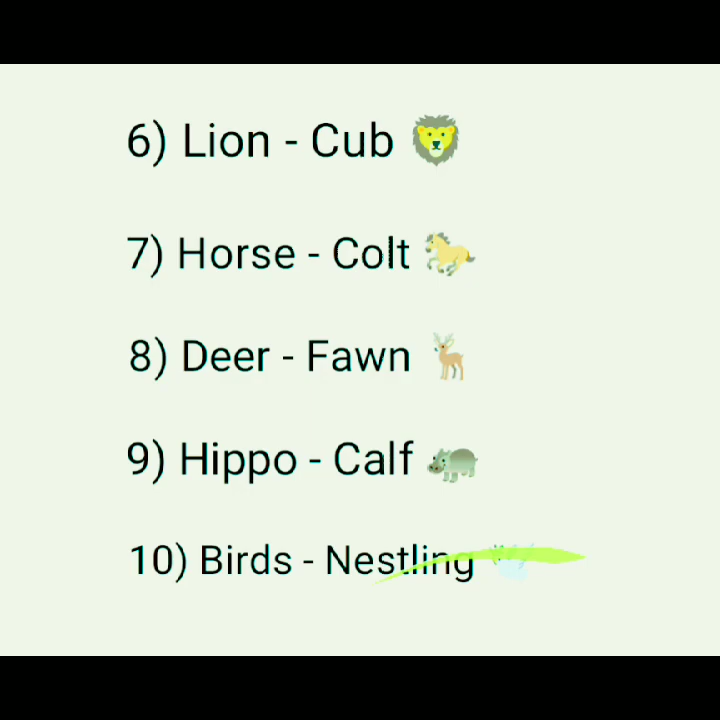 6) Lion - Cub 🦁
7) Horse - Colt 🐎
8) Deer - Fawn 🦌
9) Hippo - Calf 🦛
10) Birds - Nestling